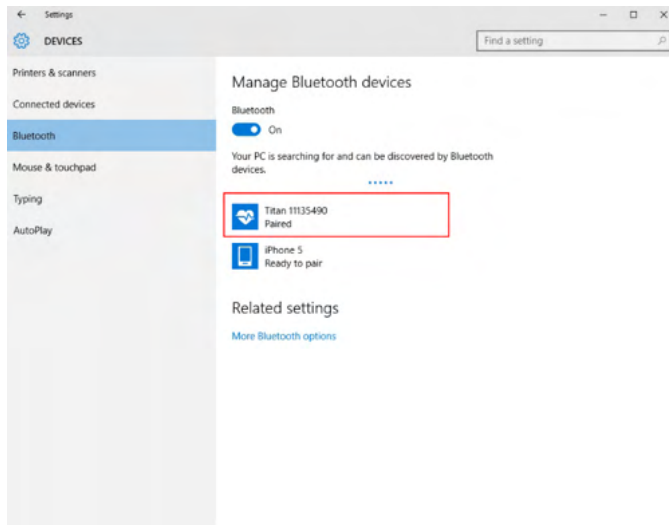 Settings
DEVICES
Find a setting
Printers & scanners
Connected devices
Bluetooth
Mouse & touchpad
Typing
AutoPlay
Manage Bluetooth devices
Bluetooth
On
Your PC is searching for and can be discovered by Bluetooth
devices.
Titan 11135490
Paired
iPhone 5
Ready to pair
Related settings
More Bluetooth options